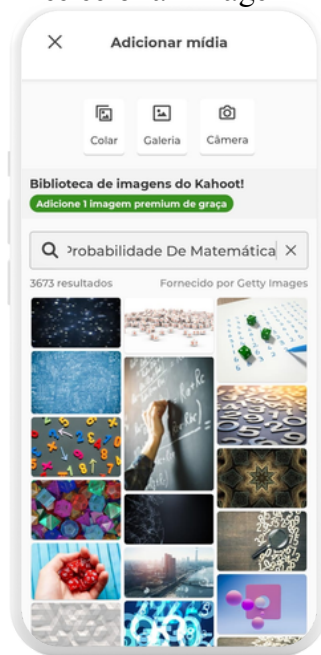 Adicionar mídia
Colar Galeria Câmera
Biblioteca de imagens do Kahoot!
Adicione 1 imagem premium de graça
Probabilidade De Matemática
3673 resultados Fornecido por Getty Images